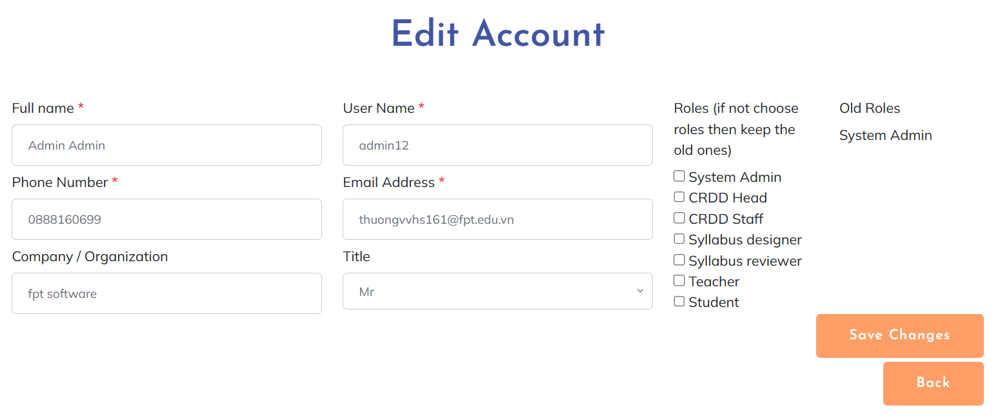 Edit Account
Full name *
Admin Admin
User Name *
admin12
Phone Number *
0888160699
Email Address *
thuongvvhs161@fpt.edu.vn
Company / Organization
fpt software
Title
Mr
Roles (if not choose
roles then keep the
old ones)
System Admin
CRDD Head
CRDD Staff
Syllabus designer
Syllabus reviewer
Teacher
Student
Old Roles
System Admin
Save Changes
Back